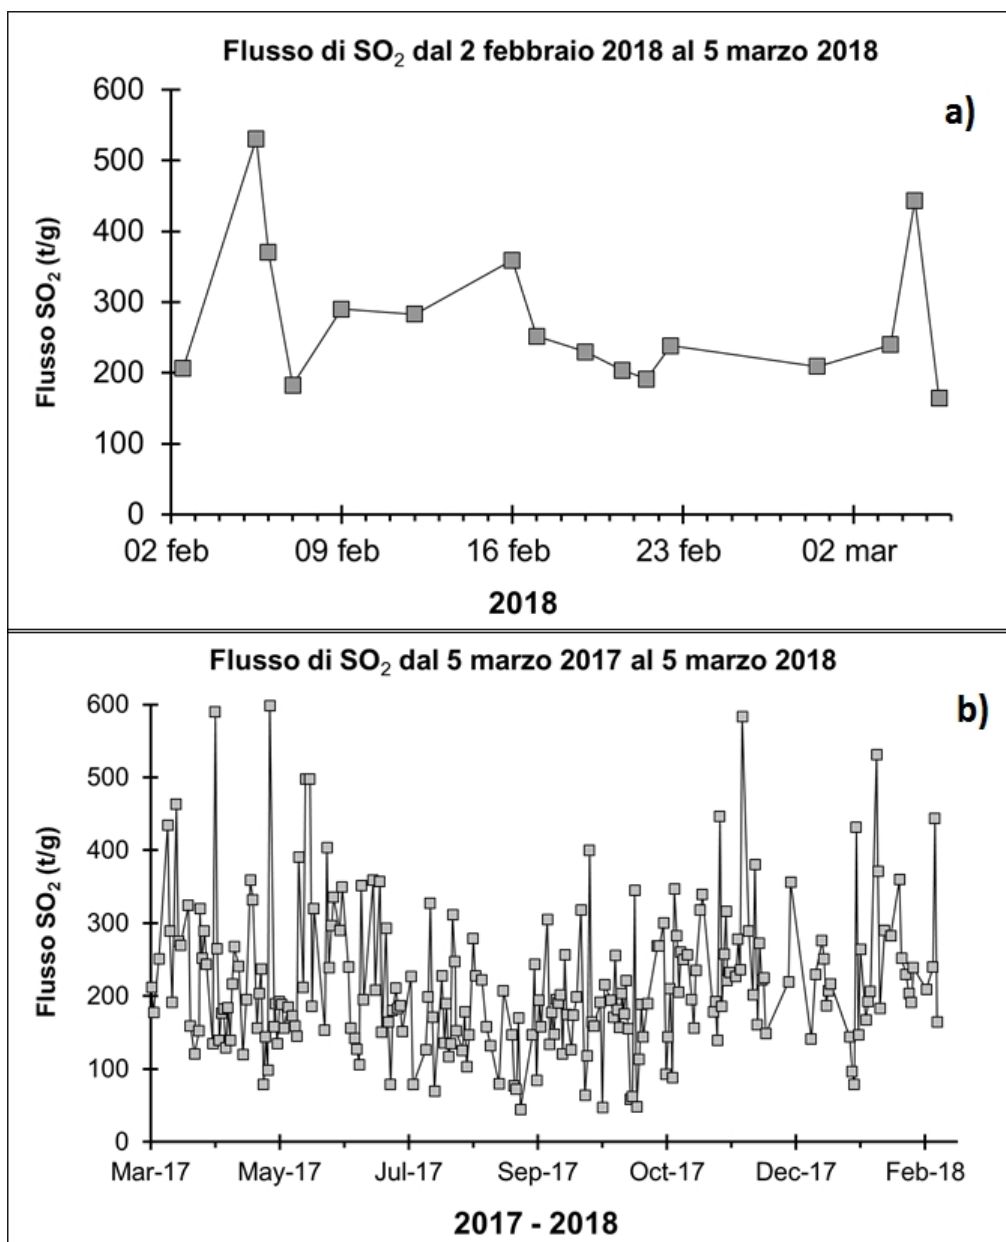 Flusso di SO₂ dal 2 febbraio 2018 al 5 marzo 2018
a)
600
500
400
300
200
100
0
Flusso SO₂ (t/g)
02 feb 09 feb 16 feb 23 feb 02 mar
2018
Flusso di SO₂ dal 5 marzo 2017 al 5 marzo 2018
b)
600
500
400
300
200
100
0
Flusso SO₂ (t/g)
Mar-17 May-17 Jul-17 Sep-17 Oct-17 Dec-17 Feb-18
2017 - 2018